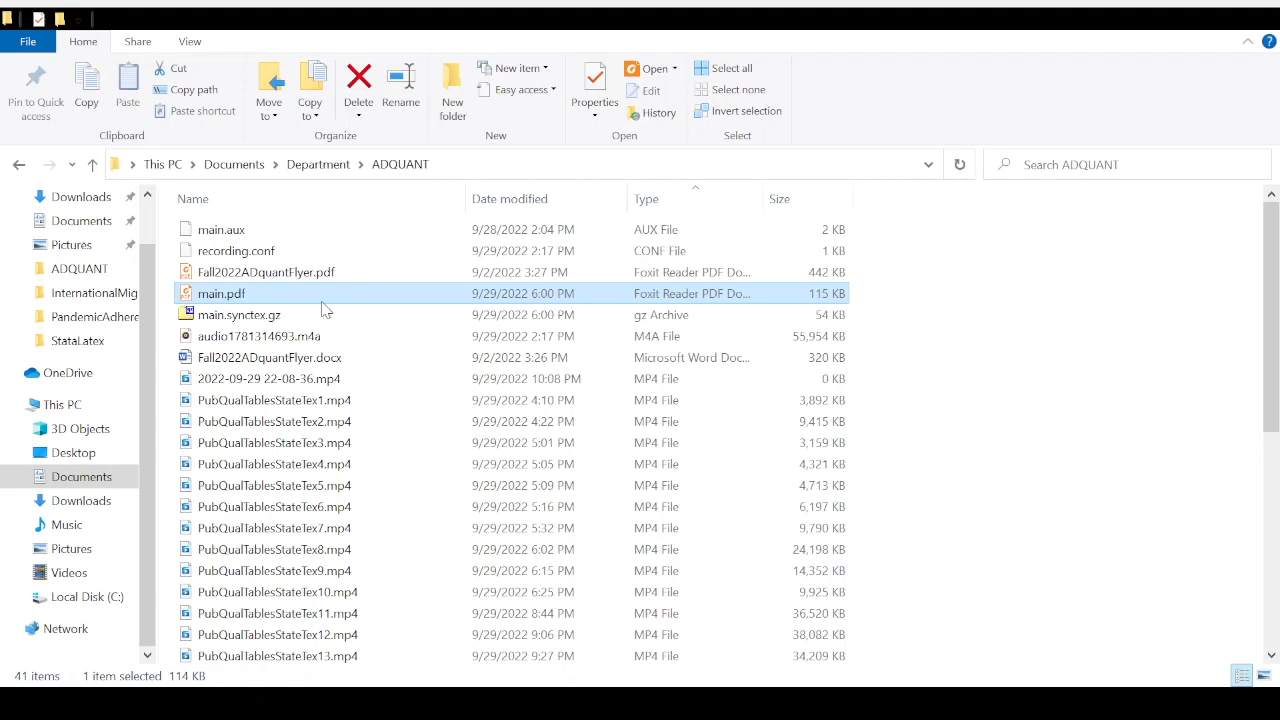 File Home Share View
Pin to Quick access Copy Paste Cut Copy path Paste shortcut Move to Copy to Delete Rename New folder New item Easy access Properties Open Edit History Select all Select none Invert selection
Clipboard Organize New Open Select
This PC Documents Department ADQUANT Search ADQUANT
Name Date modified Type Size
main.aux 9/28/2022 2:04 PM AUX File 2 KB
recording.conf 9/29/2022 2:17 PM CONF File 1 KB
Fall2022ADquantFlyer.pdf 9/2/2022 3:27 PM Foxit Reader PDF Do... 442 KB
main.pdf 9/29/2022 6:00 PM Foxit Reader PDF Do... 115 KB
main.synctex.gz 9/29/2022 6:00 PM gz Archive 54 KB
audio1781314693.m4a 9/29/2022 2:17 PM M4A File 55,954 KB
Fall2022ADquantFlyer.docx 9/2/2022 3:26 PM Microsoft Word Doc... 320 KB
2022-09-29 22-08-36.mp4 9/29/2022 10:08 PM MP4 File 0 KB
PubQualTablesStateTex1.mp4 9/29/2022 4:10 PM MP4 File 3,892 KB
PubQualTablesStateTex2.mp4 9/29/2022 4:22 PM MP4 File 9,415 KB
PubQualTablesStateTex3.mp4 9/29/2022 5:01 PM MP4 File 3,159 KB
PubQualTablesStateTex4.mp4 9/29/2022 5:05 PM MP4 File 4,321 KB
PubQualTablesStateTex5.mp4 9/29/2022 5:09 PM MP4 File 4,713 KB
PubQualTablesStateTex6.mp4 9/29/2022 5:16 PM MP4 File 6,197 KB
PubQualTablesStateTex7.mp4 9/29/2022 5:32 PM MP4 File 9,790 KB
PubQualTablesStateTex8.mp4 9/29/2022 6:02 PM MP4 File 24,198 KB
PubQualTablesStateTex9.mp4 9/29/2022 6:15 PM MP4 File 14,352 KB
PubQualTablesStateTex10.mp4 9/29/2022 6:25 PM MP4 File 9,925 KB
PubQualTablesStateTex11.mp4 9/29/2022 8:44 PM MP4 File 36,520 KB
PubQualTablesStateTex12.mp4 9/29/2022 9:06 PM MP4 File 38,082 KB
PubQualTablesStateTex13.mp4 9/29/2022 9:27 PM MP4 File 34,209 KB
Downloads
Documents
Pictures
ADQUANT
InternationalMig
PandemicAdhere
StataLatex
OneDrive
This PC
3D Objects
Desktop
Documents
Downloads
Music
Pictures
Videos
Local Disk (C:)
Network
41 items 1 item selected 114 KB